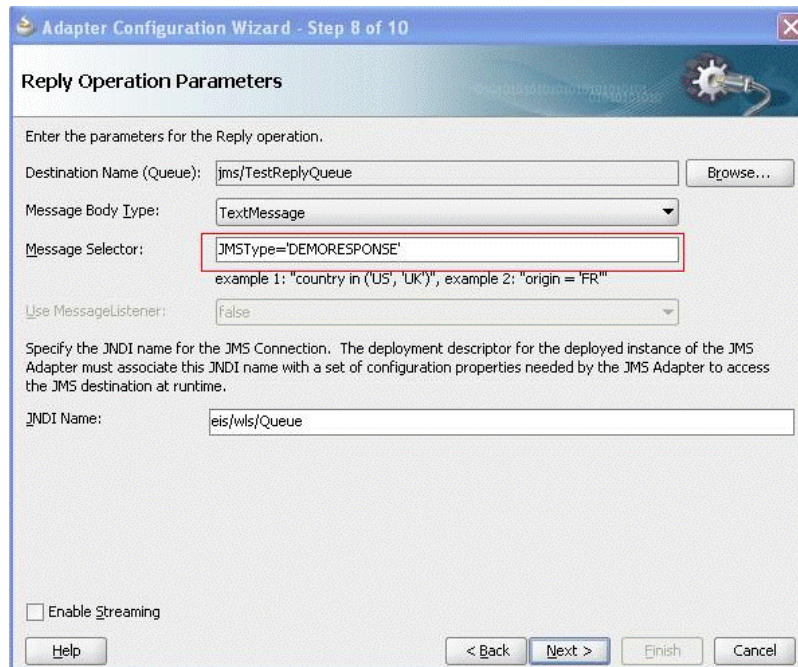 Adapter Configuration Wizard - Step 8 of 10
Reply Operation Parameters
Enter the parameters for the Reply operation.
Destination Name (Queue): jms/TestReplyQueue Browse...
Message Body Type: TextMessage
Message Selector: JMSType='DEMORESPONSE'
example 1: "country in ('US', 'UK')", example 2: "origin = 'FR'"
Use MessageListener: false
Specify the JNDI name for the JMS Connection. The deployment descriptor for the deployed instance of the JMS
Adapter must associate this JNDI name with a set of configuration properties needed by the JMS Adapter to access
the JMS destination at runtime.
JNDI Name: eis/wls/Queue
Enable Streaming
Help < Back Next > Finish Cancel